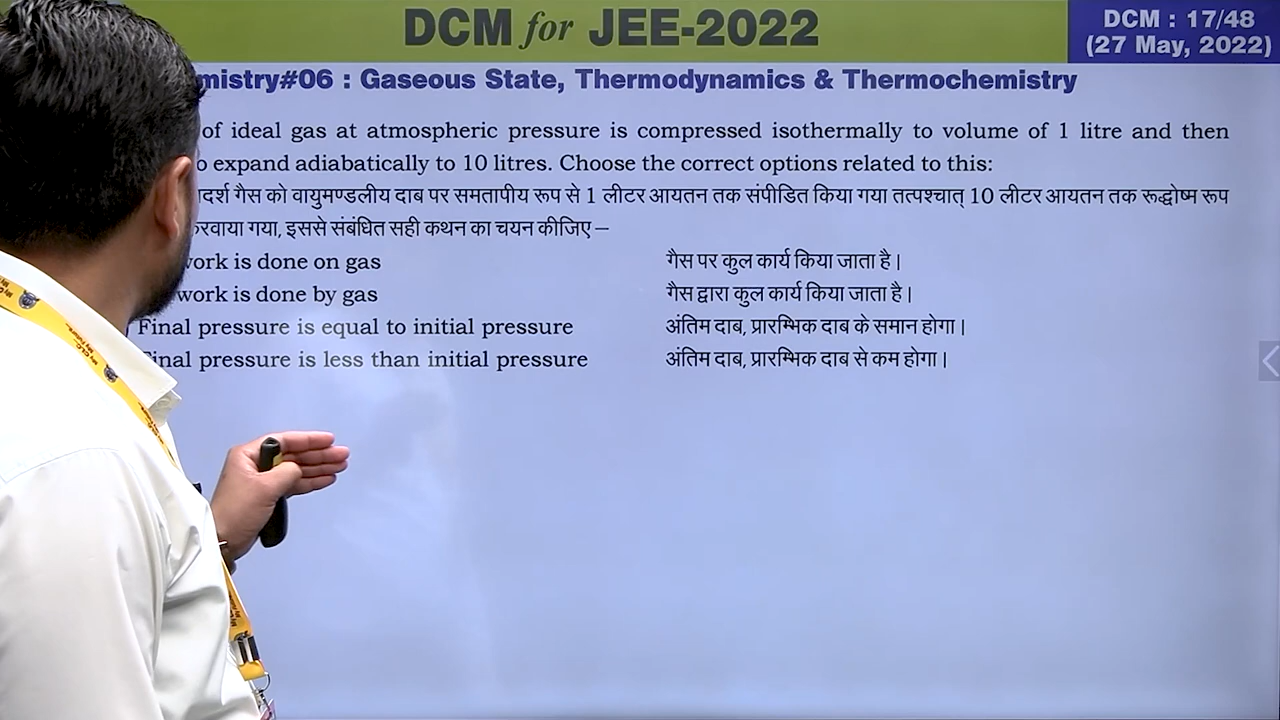 DCM for JEE-2022
DCM : 17/48
(27 May, 2022)
mistry#06 : Gaseous State, Thermodynamics & Thermochemistry
of ideal gas at atmospheric pressure is compressed isothermally to volume of 1 litre and then
o expand adiabatically to 10 litres. Choose the correct options related to this:
दर्श गैस को वायुमण्डलीय दाब पर समतापीय रूप से 1 लीटर आयतन तक संपीडित किया गया तत्पश्चात् 10 लीटर आयतन तक रूद्धोष्म रूप
करवाया गया, इससे संबंधित सही कथन का चयन कीजिए –
work is done on gas गैस पर कुल कार्य किया जाता है।
work is done by gas गैस द्वारा कुल कार्य किया जाता है।
Final pressure is equal to initial pressure अंतिम दाब, प्रारम्भिक दाब के समान होगा।
Final pressure is less than initial pressure अंतिम दाब, प्रारम्भिक दाब से कम होगा।